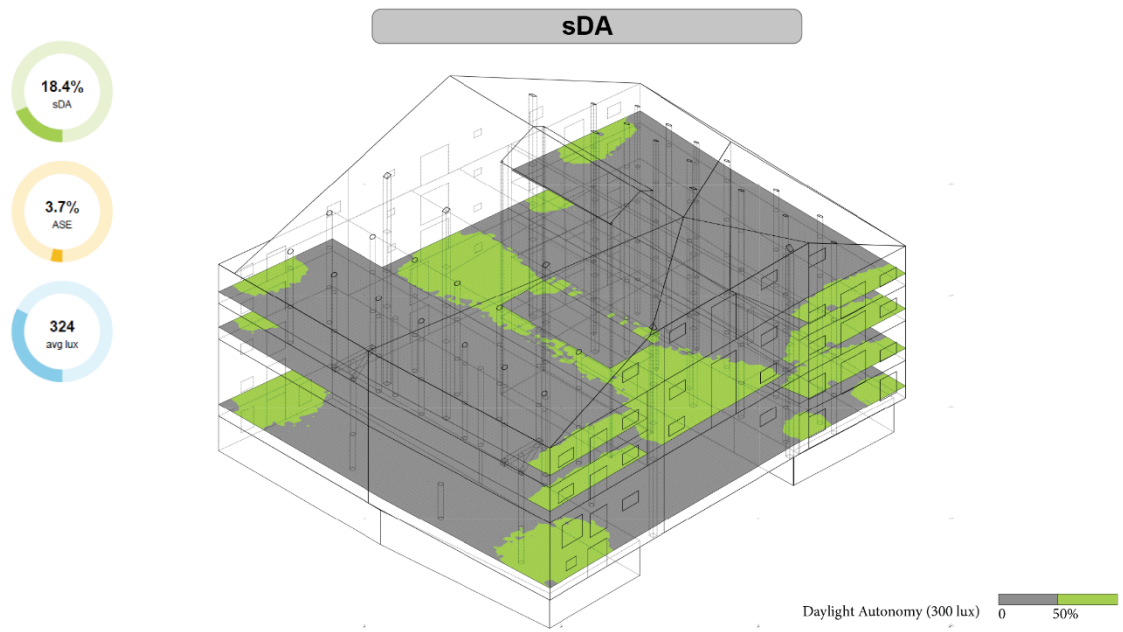 sDA
18.4%
sDA
3.7%
ASE
324
avg lux
Daylight Autonomy (300 lux)
0 50%